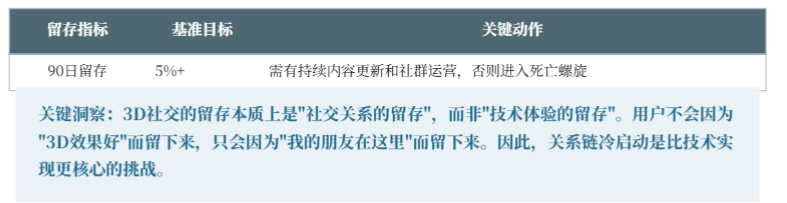 留存指标 基准目标 关键动作
90日留存 5%+ 需有持续内容更新和社群运营，否则进入死亡螺旋
关键洞察：3D社交的留存本质上是"社交关系的留存"，而非"技术体验的留存"。用户不会因为
"3D效果好"而留下来，只会因为"我的朋友在这里"而留下来。因此，关系链冷启动是比技术实
现更核心的挑战。